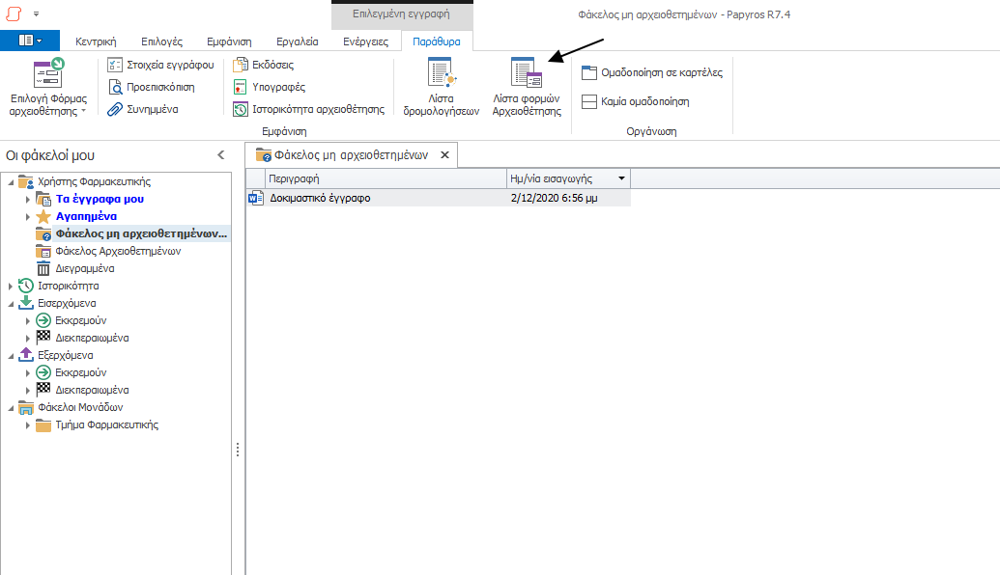 Επιλεγμένη εγγραφή
Φάκελος μη αρχειοθετημένων - Papyros R7.4
Κεντρική Επιλογές Εμφάνιση Εργαλεία Ενέργειες Παράθυρα
Επιλογή Φόρμας
αρχειοθέτησης
Στοιχεία εγγράφου
Προεπισκόπιση
Συνημμένα
Εκδόσεις
Υπογραφές
Ιστορικότητα αρχειοθέτησης
Εμφάνιση
Λίστα
δρομολογήσεων
Λίστα φορμών
Αρχειοθέτησης
Ομαδοποίηση σε καρτέλες
Καμία ομαδοποίηση
Οργάνωση
Οι φάκελοί μου
Χρήστης Φαρμακευτικής
Τα έγγραφα μου
Αγαπημένα
Φάκελος μη αρχειοθετημένων...
Φάκελος Αρχειοθετημένων
Διεγραμμένα
Ιστορικότητα
Εισερχόμενα
Εκκρεμούν
Διεκπεραιωμένα
Εξερχόμενα
Εκκρεμούν
Διεκπεραιωμένα
Φάκελοι Μονάδων
Τμήμα Φαρμακευτικής
Φάκελος μη αρχειοθετημένων
Περιγραφή Ημ/νία εισαγωγής
Δοκιμαστικό έγγραφο 2/12/2020 6:56 μμ